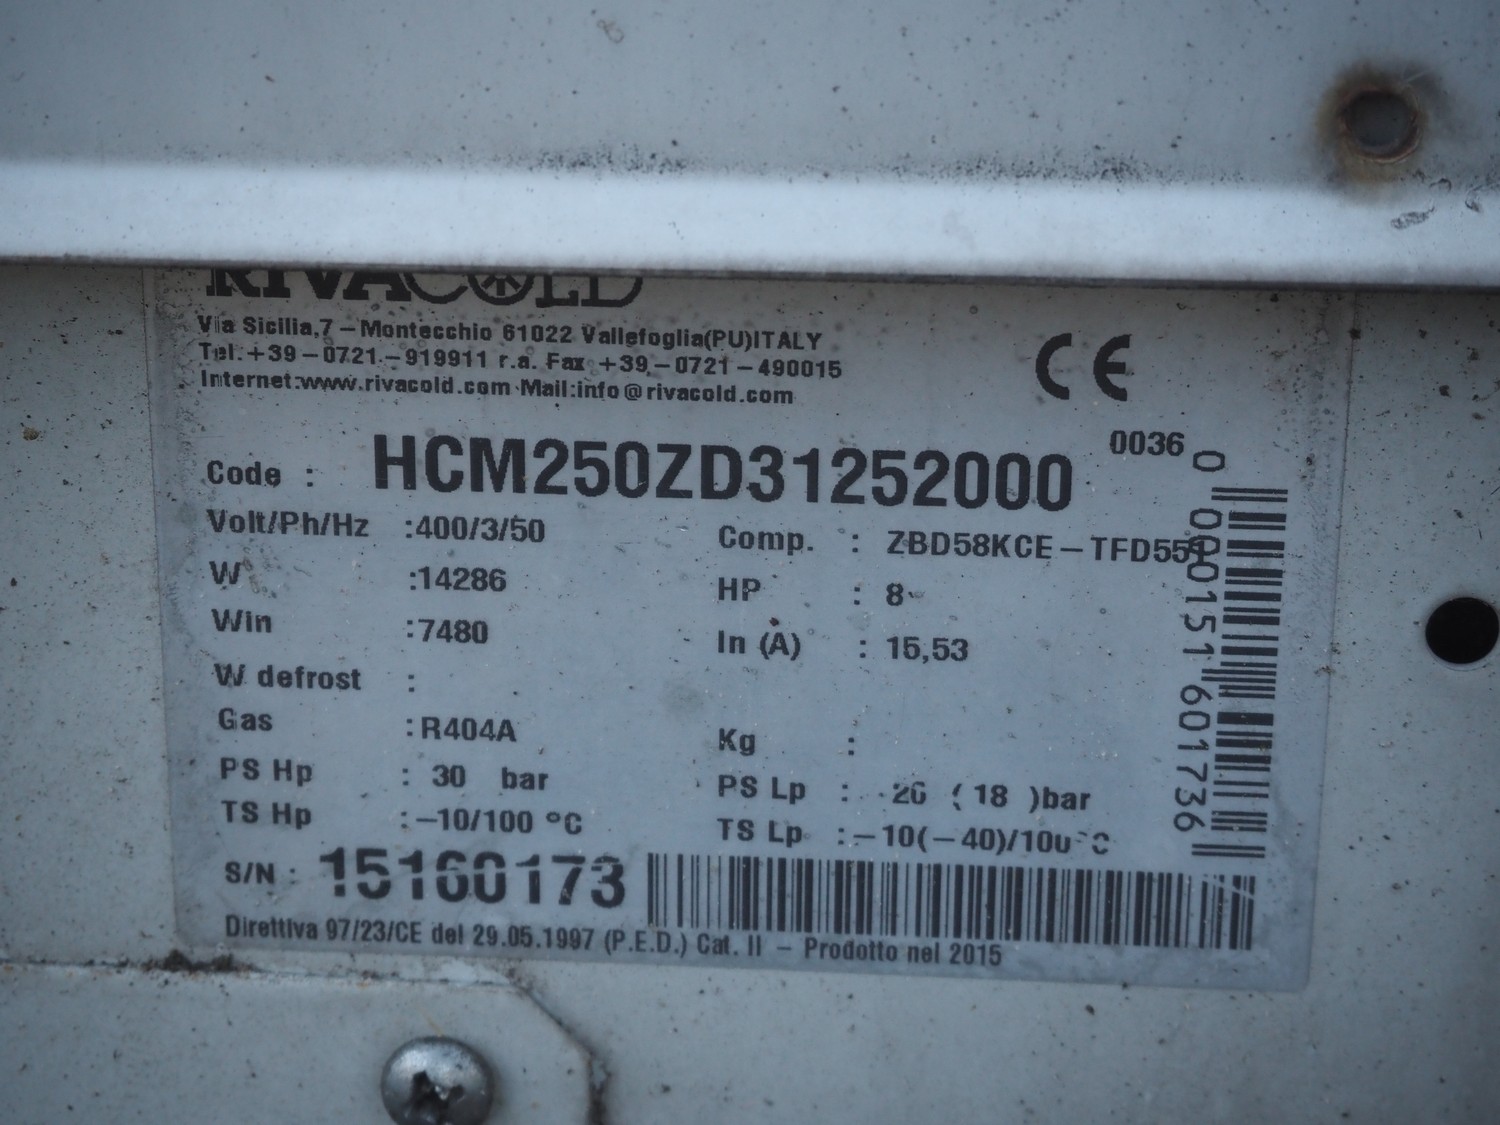 RIVACOLD
Via Sicilia,7 – Montecchio 61022 Vallefoglia(PU)ITALY
Tel.+39–0721–919911 r.a. Fax +39–0721–490015
Internet:www.rivacold.com Mail:info@rivacold.com
CE
0036
Code : HCM250ZD31252000
Volt/Ph/Hz :400/3/50 Comp. : ZBD58KCE–TFD551
W :14286 HP : 8
Win :7480 In (A) : 15,53
W defrost :
Gas :R404A Kg :
PS Hp : 30 bar PS Lp : 20 (18 )bar
TS Hp :–10/100 °C TS Lp :–10(–40)/100 °C
S/N : 15160173
Direttiva 97/23/CE del 29.05.1997 (P.E.D.) Cat. II – Prodotto nel 2015